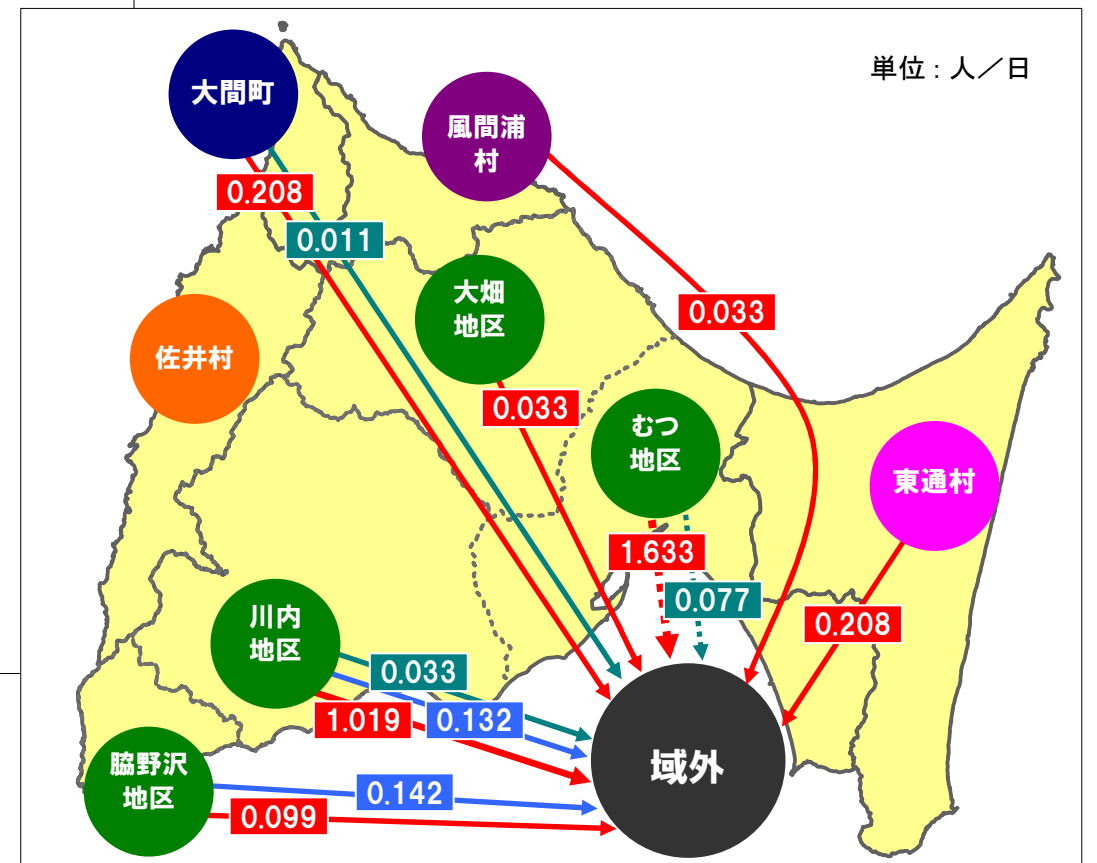 単位：人／日
大間町
風間浦
村
0.208
0.011
大畑
地区
0.033
佐井村
0.033
むつ
地区
東通村
1.633
0.077
0.208
川内
地区
0.033
0.132
1.019
域外
脇野沢
地区
0.142
0.099